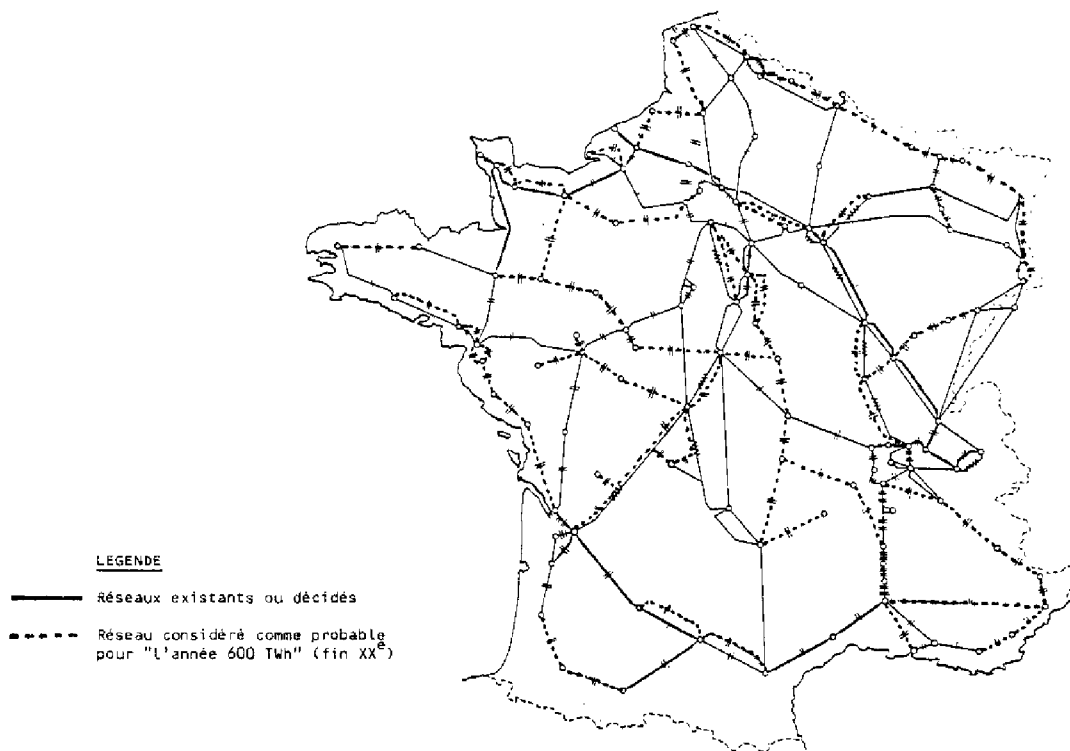 LEGENDE
Réseaux existants ou décidés
Réseau considéré comme probable
pour "l'année 600 TWh" (fin XXe)